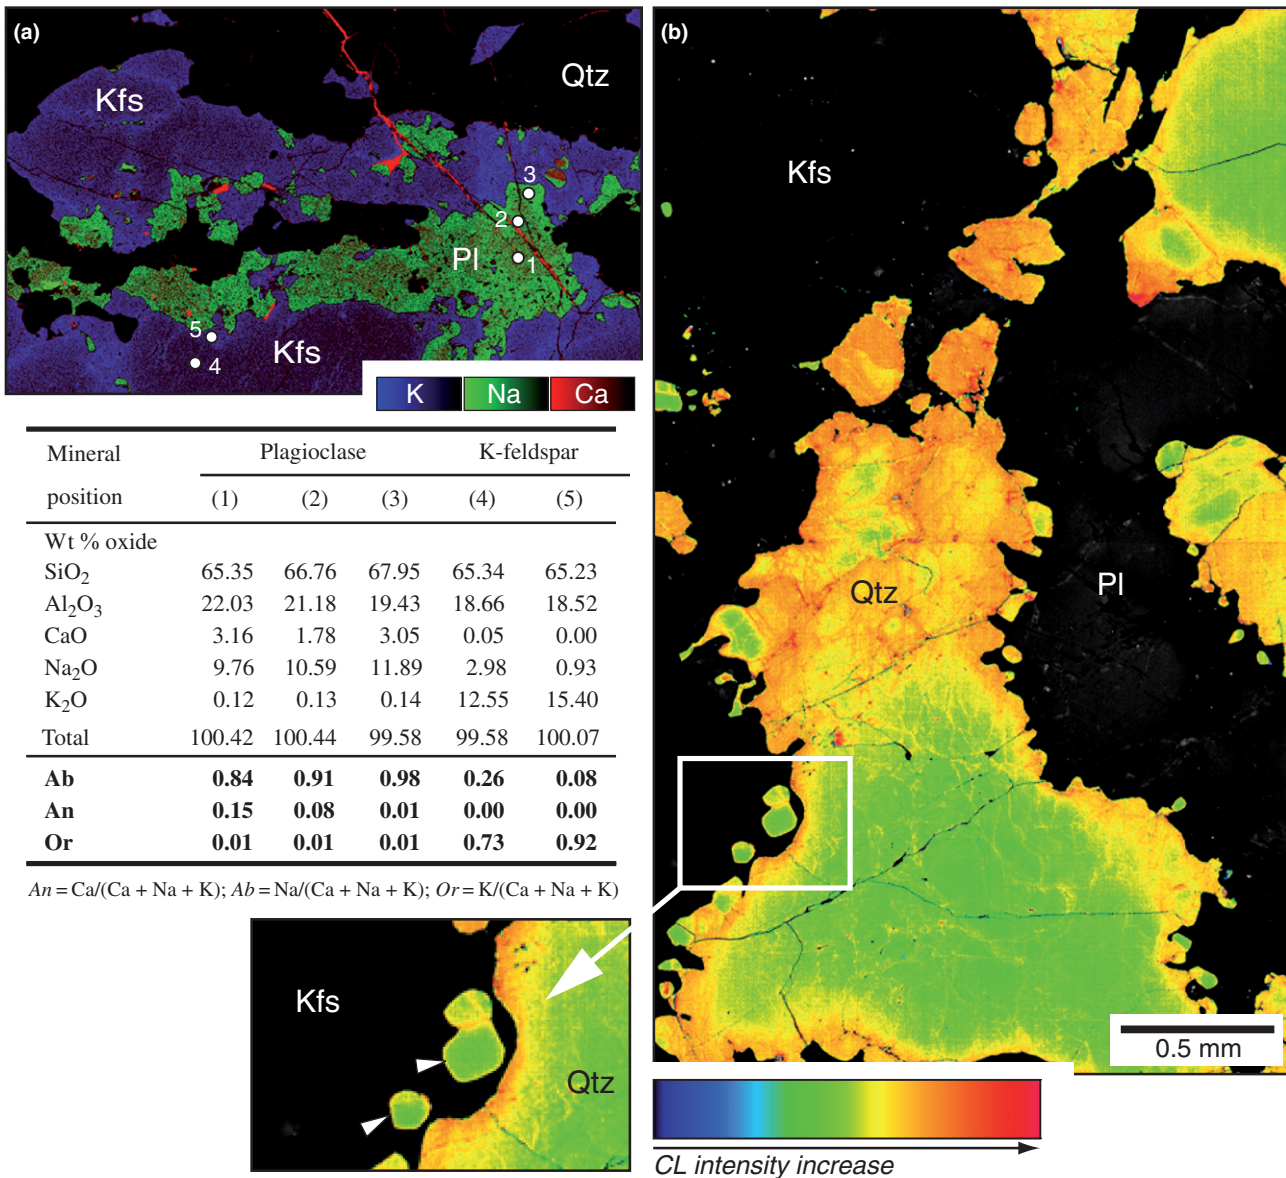 (a)
Kfs
Qtz
3
2
Pl
1
5
Kfs
4
K Na Ca
Mineral Plagioclase K-feldspar
position (1) (2) (3) (4) (5)
Wt % oxide
SiO2 65.35 66.76 67.95 65.34 65.23
Al2O3 22.03 21.18 19.43 18.66 18.52
CaO 3.16 1.78 3.05 0.05 0.00
Na2O 9.76 10.59 11.89 2.98 0.93
K2O 0.12 0.13 0.14 12.55 15.40
Total 100.42 100.44 99.58 99.58 100.07
Ab 0.84 0.91 0.98 0.26 0.08
An 0.15 0.08 0.01 0.00 0.00
Or 0.01 0.01 0.01 0.73 0.92
An = Ca/(Ca + Na + K); Ab = Na/(Ca + Na + K); Or = K/(Ca + Na + K)
Kfs
Qtz
(b)
Kfs
Qtz
Pl
0.5 mm
CL intensity increase